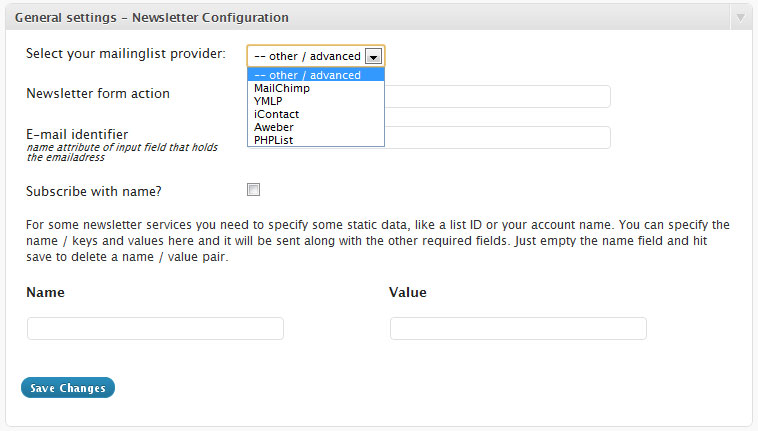 General settings - Newsletter Configuration
Select your mailinglist provider:
-- other / advanced
-- other / advanced
MailChimp
YMLP
iContact
Aweber
PHPList
Newsletter form action
E-mail identifier
name attribute of input field that holds
the emailadress
Subscribe with name?
For some newsletter services you need to specify some static data, like a list ID or your account name. You can specify the
name / keys and values here and it will be sent along with the other required fields. Just empty the name field and hit
save to delete a name / value pair.
Name Value
Save Changes